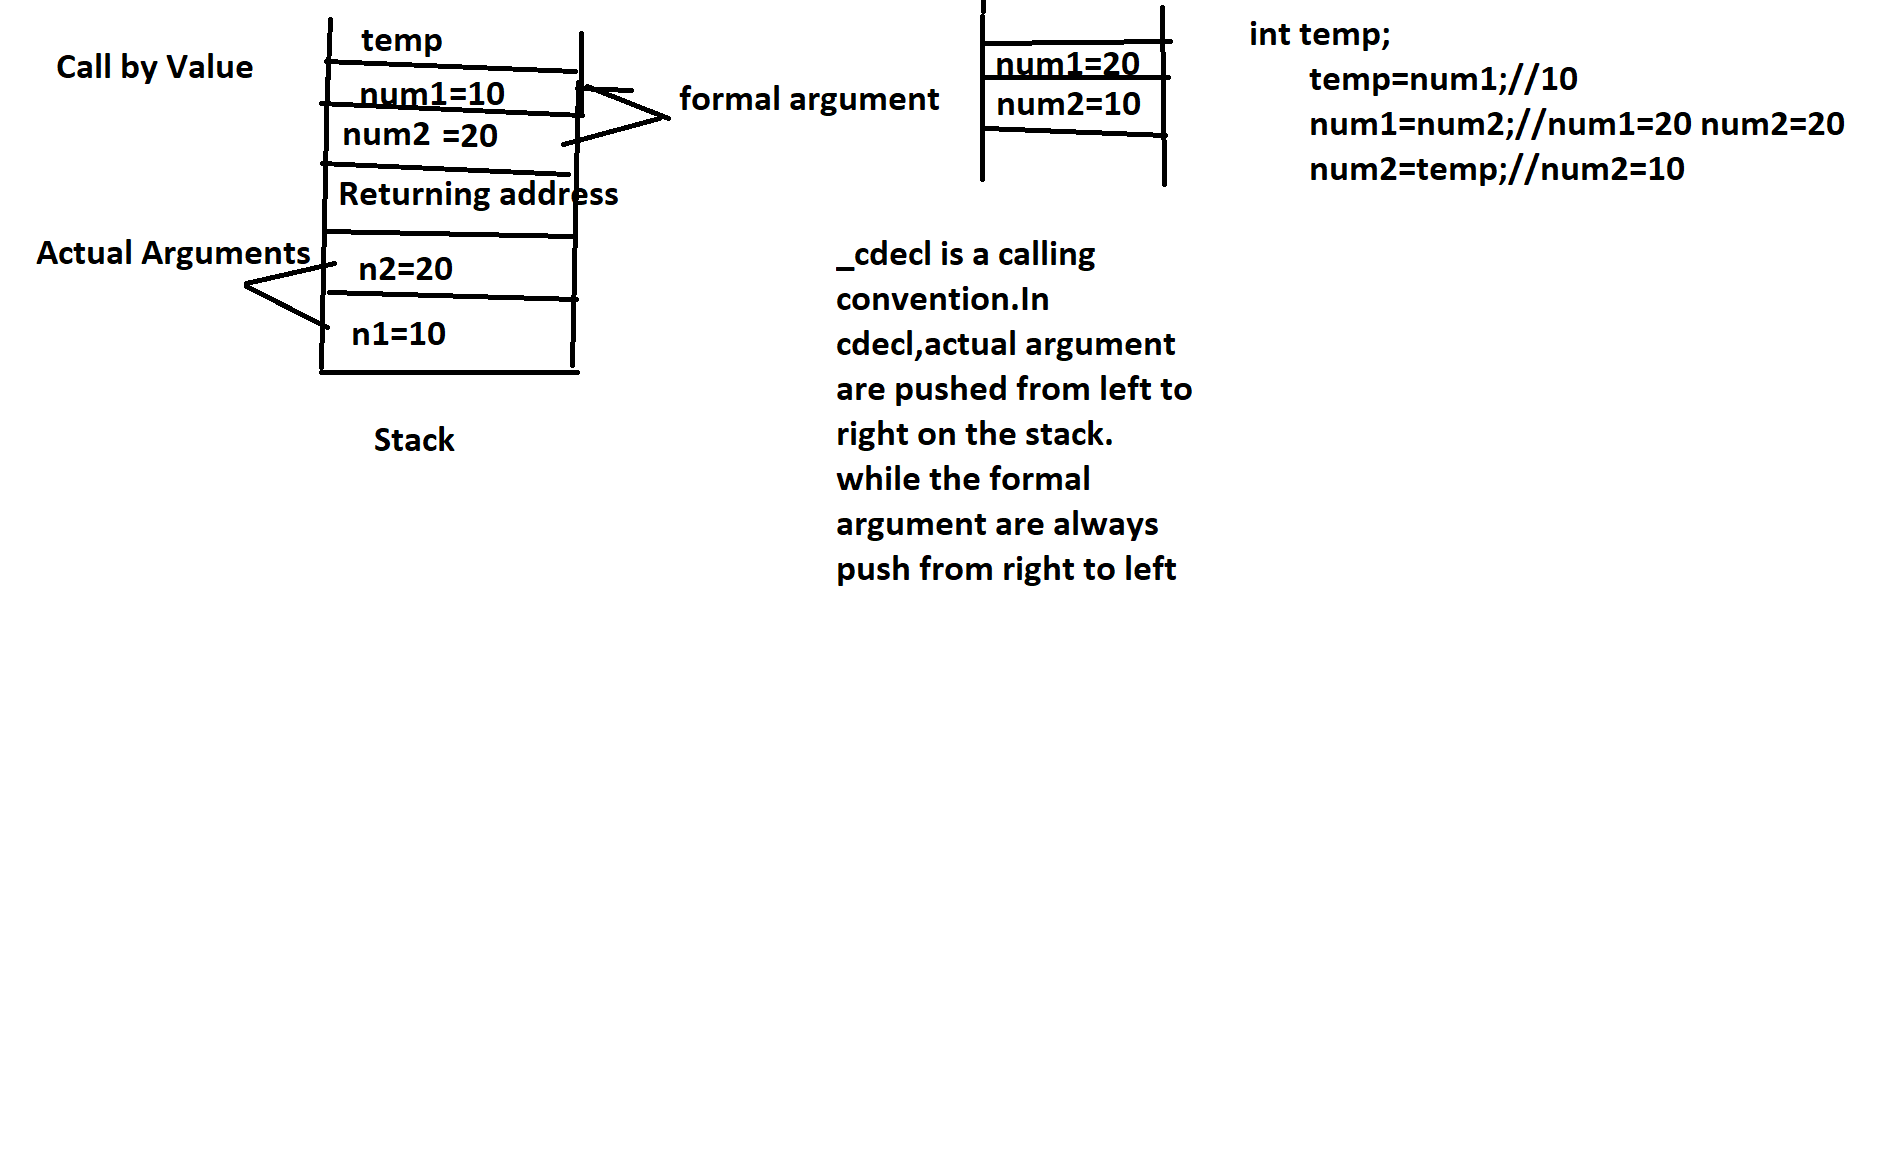 Call by Value
temp
num1=10
num2 =20
Returning address
formal argument
Actual Arguments
n2=20
n1=10
Stack
num1=20
num2=10
int temp;
temp=num1;//10
num1=num2;//num1=20 num2=20
num2=temp;//num2=10
_cdecl is a calling
convention.In
cdecl,actual argument
are pushed from left to
right on the stack.
while the formal
argument are always
push from right to left